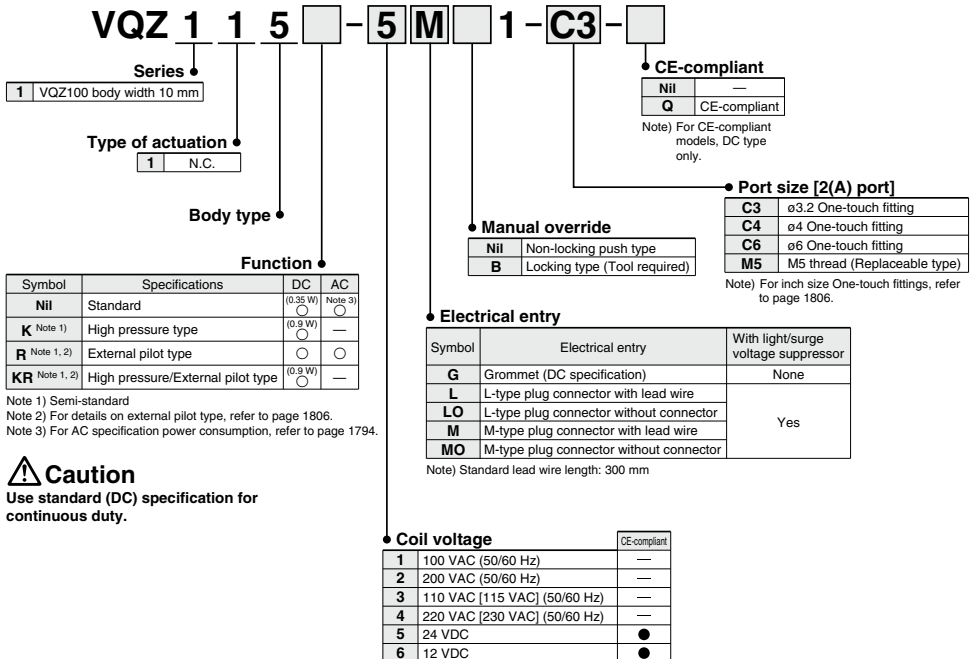 VQZ 1 1 5 - 5 M 1 - C3 -
Series
1 VQZ100 body width 10 mm
Type of actuation
1 N.C.
Body type
Function
Symbol Specifications DC AC
Nil Standard (0.35 W) ○ Note 3) ○
K Note 1) High pressure type (0.9 W) ○ —
R Note 1, 2) External pilot type ○ ○
KR Note 1, 2) High pressure/External pilot type (0.9 W) ○ —
Note 1) Semi-standard
Note 2) For details on external pilot type, refer to page 1806.
Note 3) For AC specification power consumption, refer to page 1794.
Caution
Use standard (DC) specification for
continuous duty.
CE-compliant
Nil —
Q CE-compliant
Note) For CE-compliant
models, DC type
only.
Port size [2(A) port]
C3 ø3.2 One-touch fitting
C4 ø4 One-touch fitting
C6 ø6 One-touch fitting
M5 M5 thread (Replaceable type)
Note) For inch size One-touch fittings, refer
to page 1806.
Manual override
Nil Non-locking push type
B Locking type (Tool required)
Electrical entry
Symbol Electrical entry With light/surge
voltage suppressor
G Grommet (DC specification) None
L L-type plug connector with lead wire
LO L-type plug connector without connector
Yes
M M-type plug connector with lead wire
MO M-type plug connector without connector
Note) Standard lead wire length: 300 mm
Coil voltage CE-compliant
1 100 VAC (50/60 Hz) —
2 200 VAC (50/60 Hz) —
3 110 VAC [115 VAC] (50/60 Hz) —
4 220 VAC [230 VAC] (50/60 Hz) —
5 24 VDC ●
6 12 VDC ●